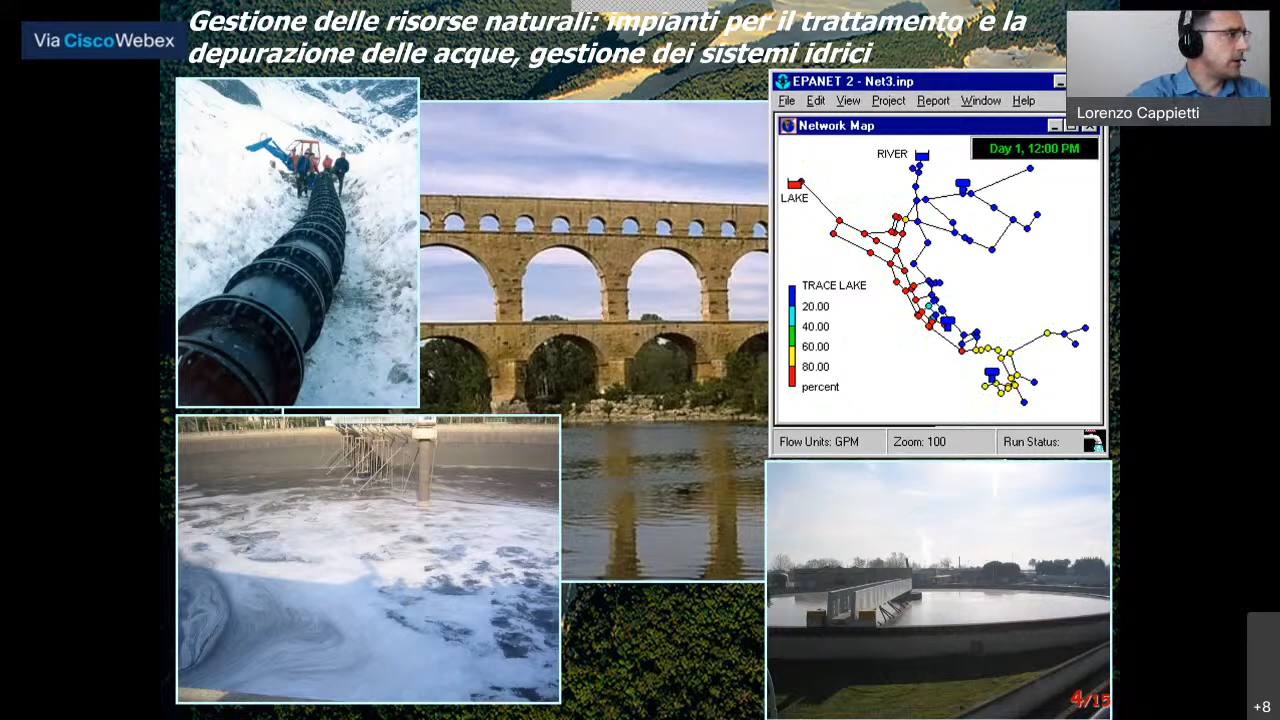 Gestione delle risorse naturali: impianti per il trattamento e la
depurazione delle acque, gestione dei sistemi idrici
Via Cisco Webex
Lorenzo Cappietti
EPANET 2 - Net3.inp
File Edit View Project Report Window Help
Network Map
Day 1, 12:00 PM
RIVER
LAKE
TRACE LAKE
20.00
40.00
60.00
80.00
percent
Flow Units: GPM
Zoom: 100
Run Status:
4/15
+8